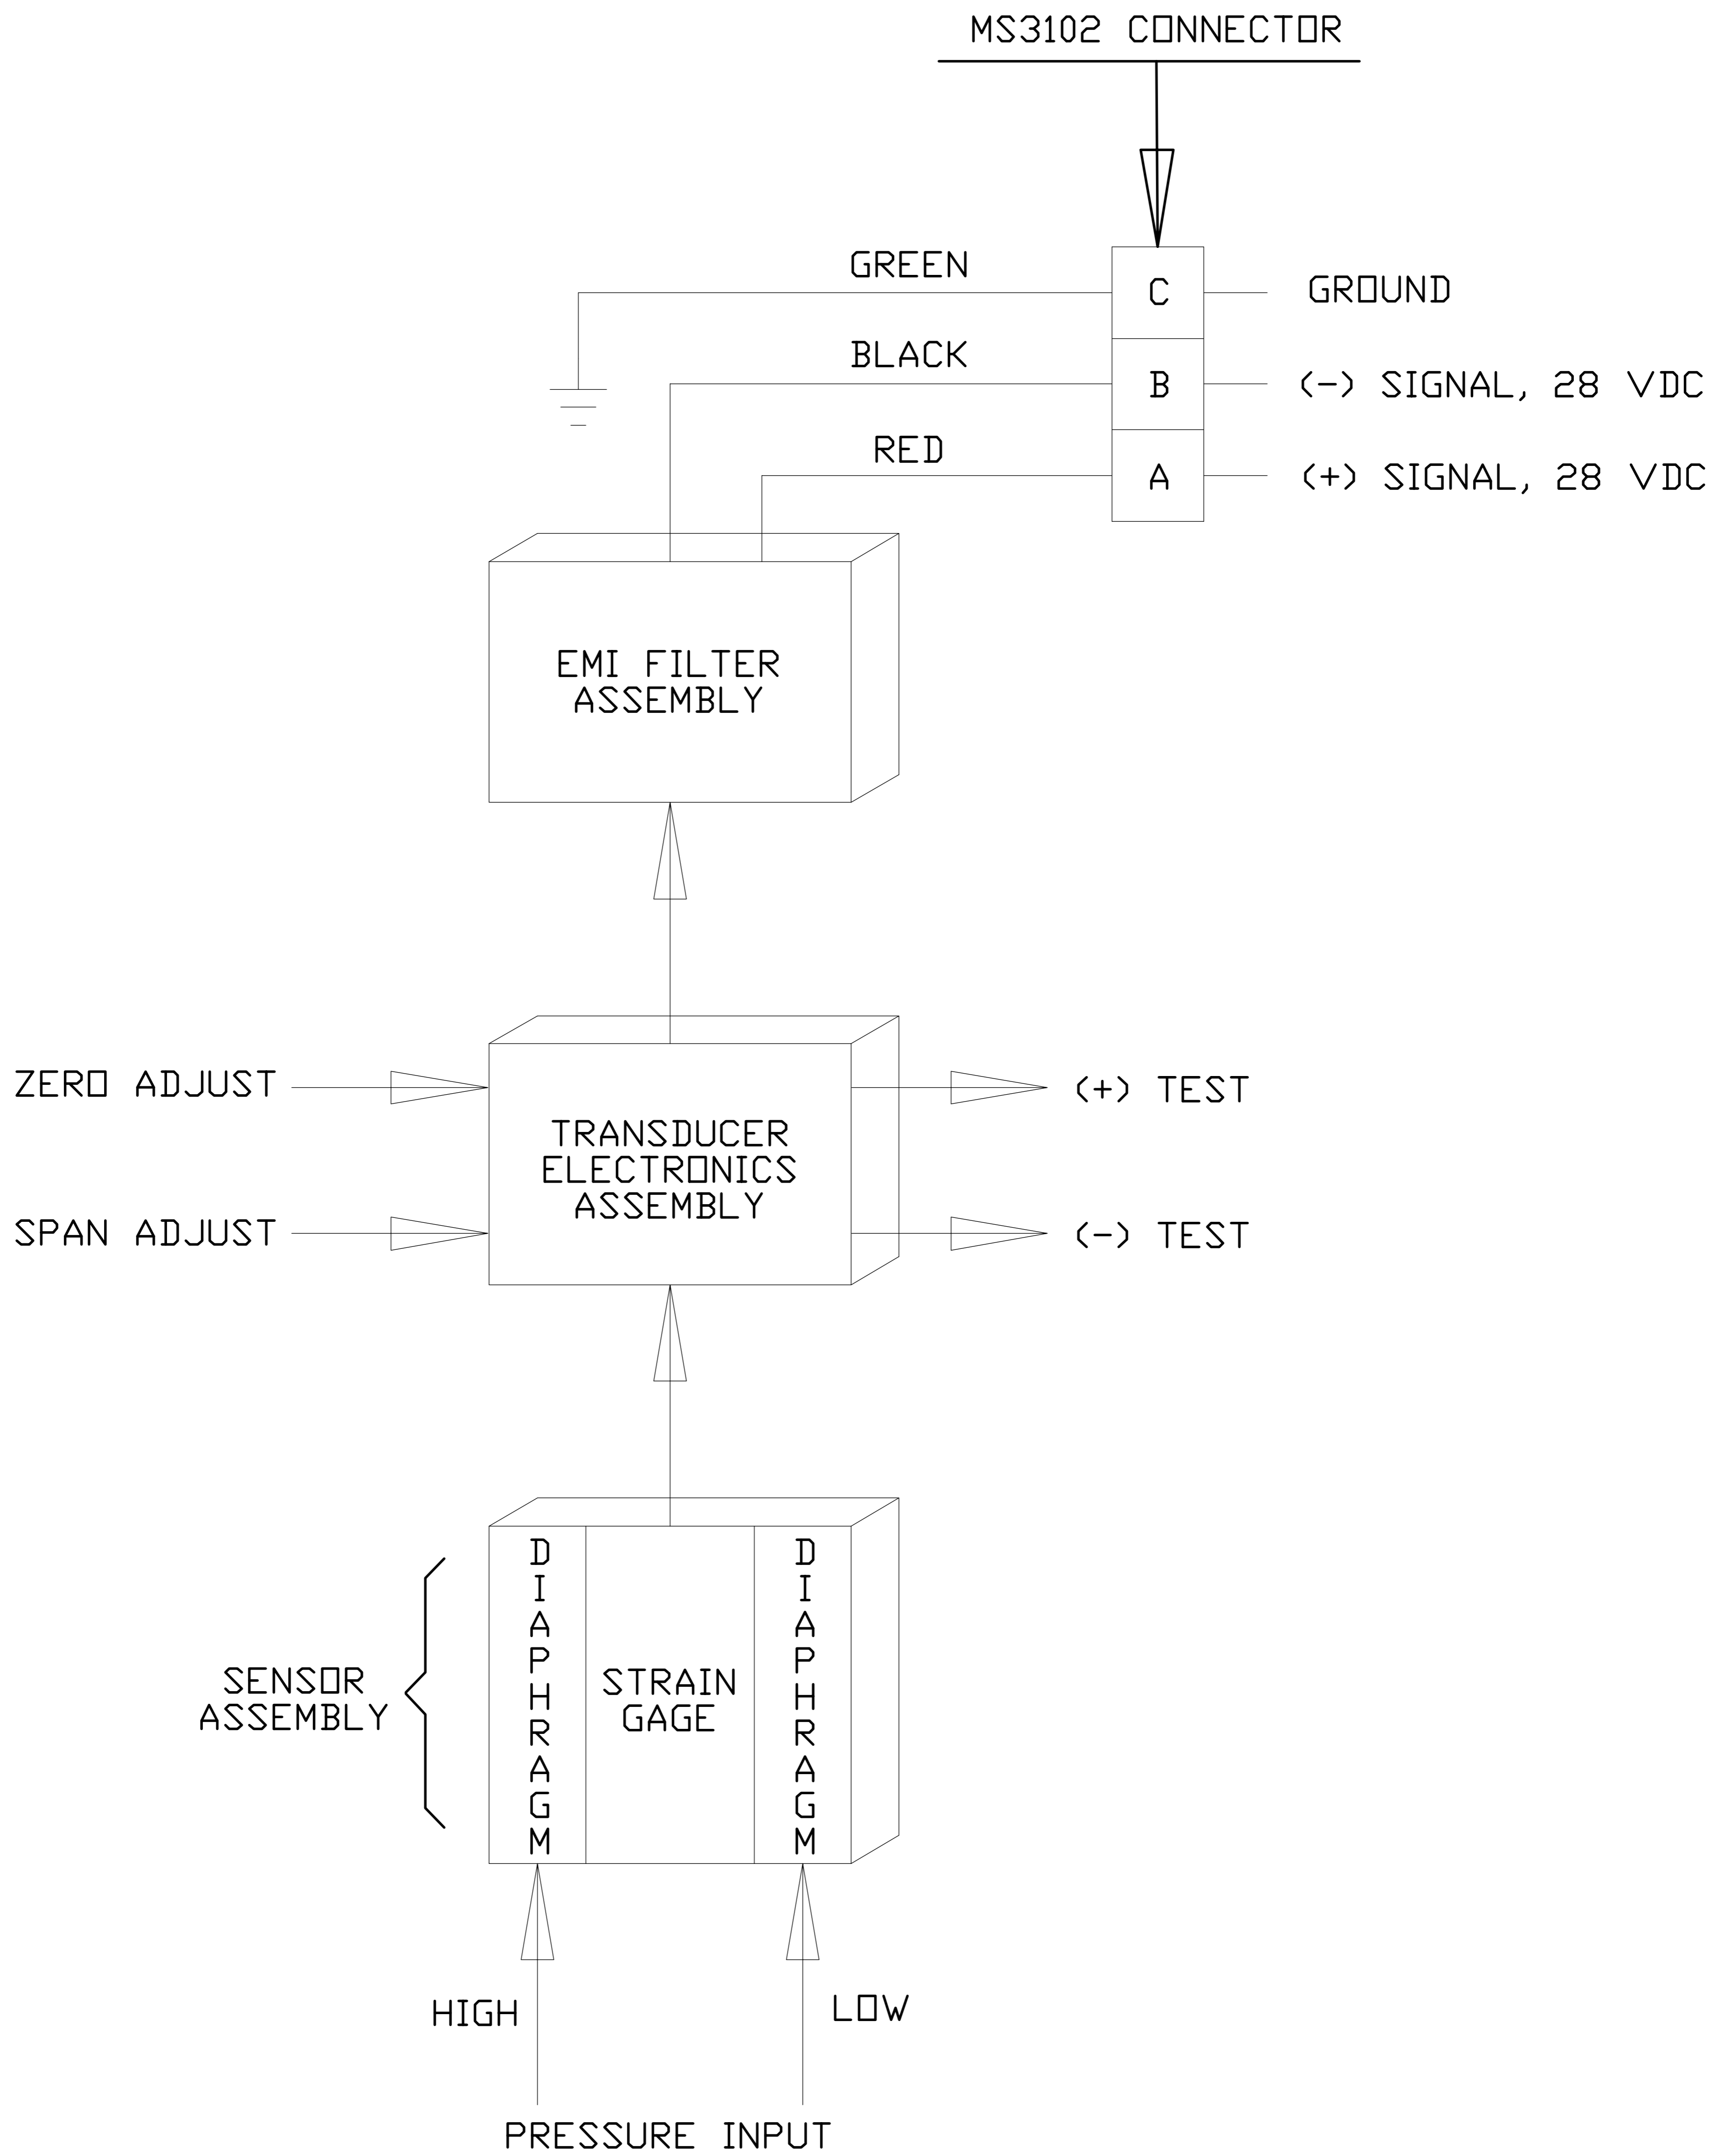 MS3102 CONNECTOR
GREEN
C
GROUND
BLACK
B
(-) SIGNAL, 28 VDC
RED
A
(+) SIGNAL, 28 VDC
EMI FILTER
ASSEMBLY
ZERO ADJUST
(+) TEST
TRANSDUCER
ELECTRONICS
ASSEMBLY
SPAN ADJUST
(-) TEST
SENSOR
ASSEMBLY
DIAPHRAGM
STRAIN
GAGE
DIAPHRAGM
HIGH
LOW
PRESSURE INPUT